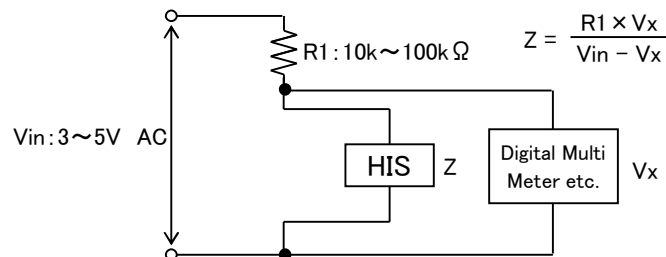 R1 × Vx
Z = ―――
Vin − Vx
R1:10k~100kΩ
Vin:3~5V AC
HIS
Z
Digital Multi
Meter etc.
Vx